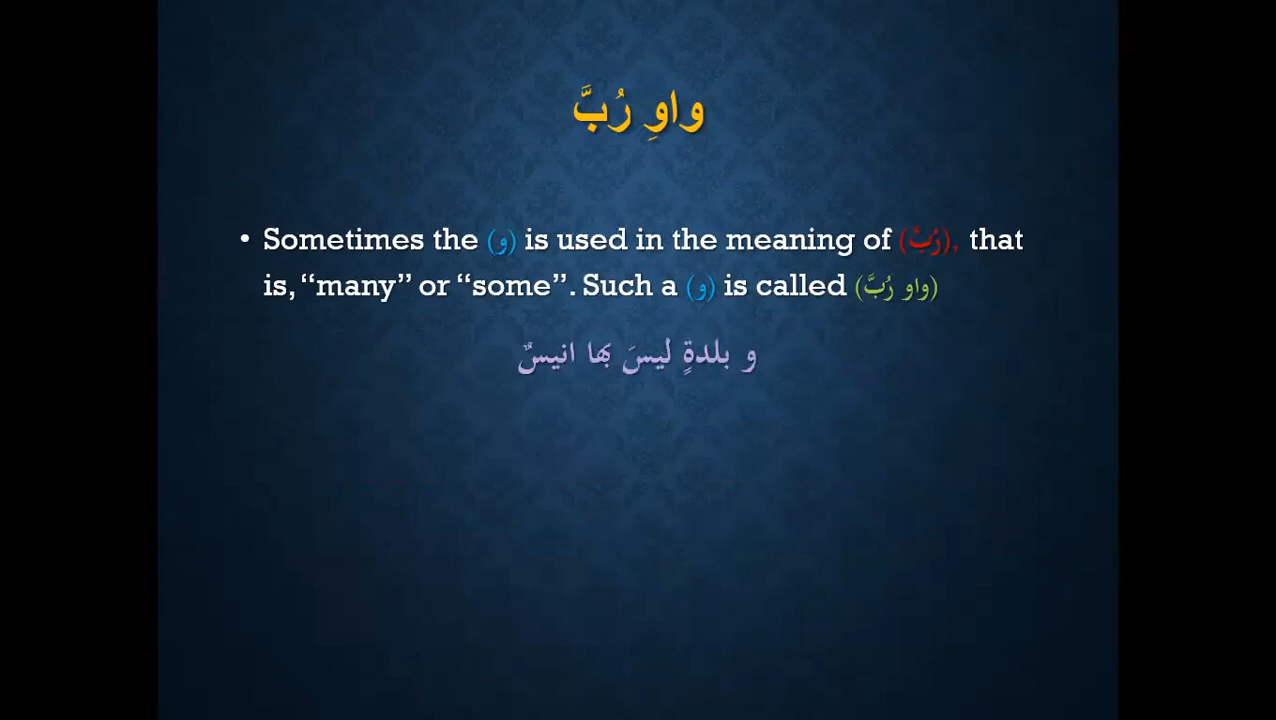 واوِ رُبَّ
• Sometimes the (و) is used in the meaning of (رُبَّ), that
is, “many” or “some”. Such a (و) is called (واو رُبَّ)
و بلدةٍ ليسَ بها انيسٌ